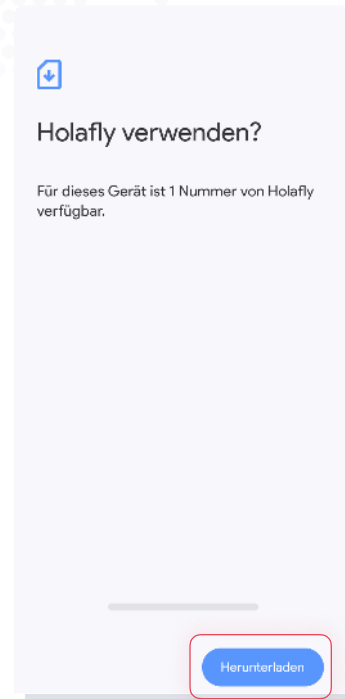 Holafly verwenden?
Für dieses Gerät ist 1 Nummer von Holafly
verfügbar.
Herunterladen